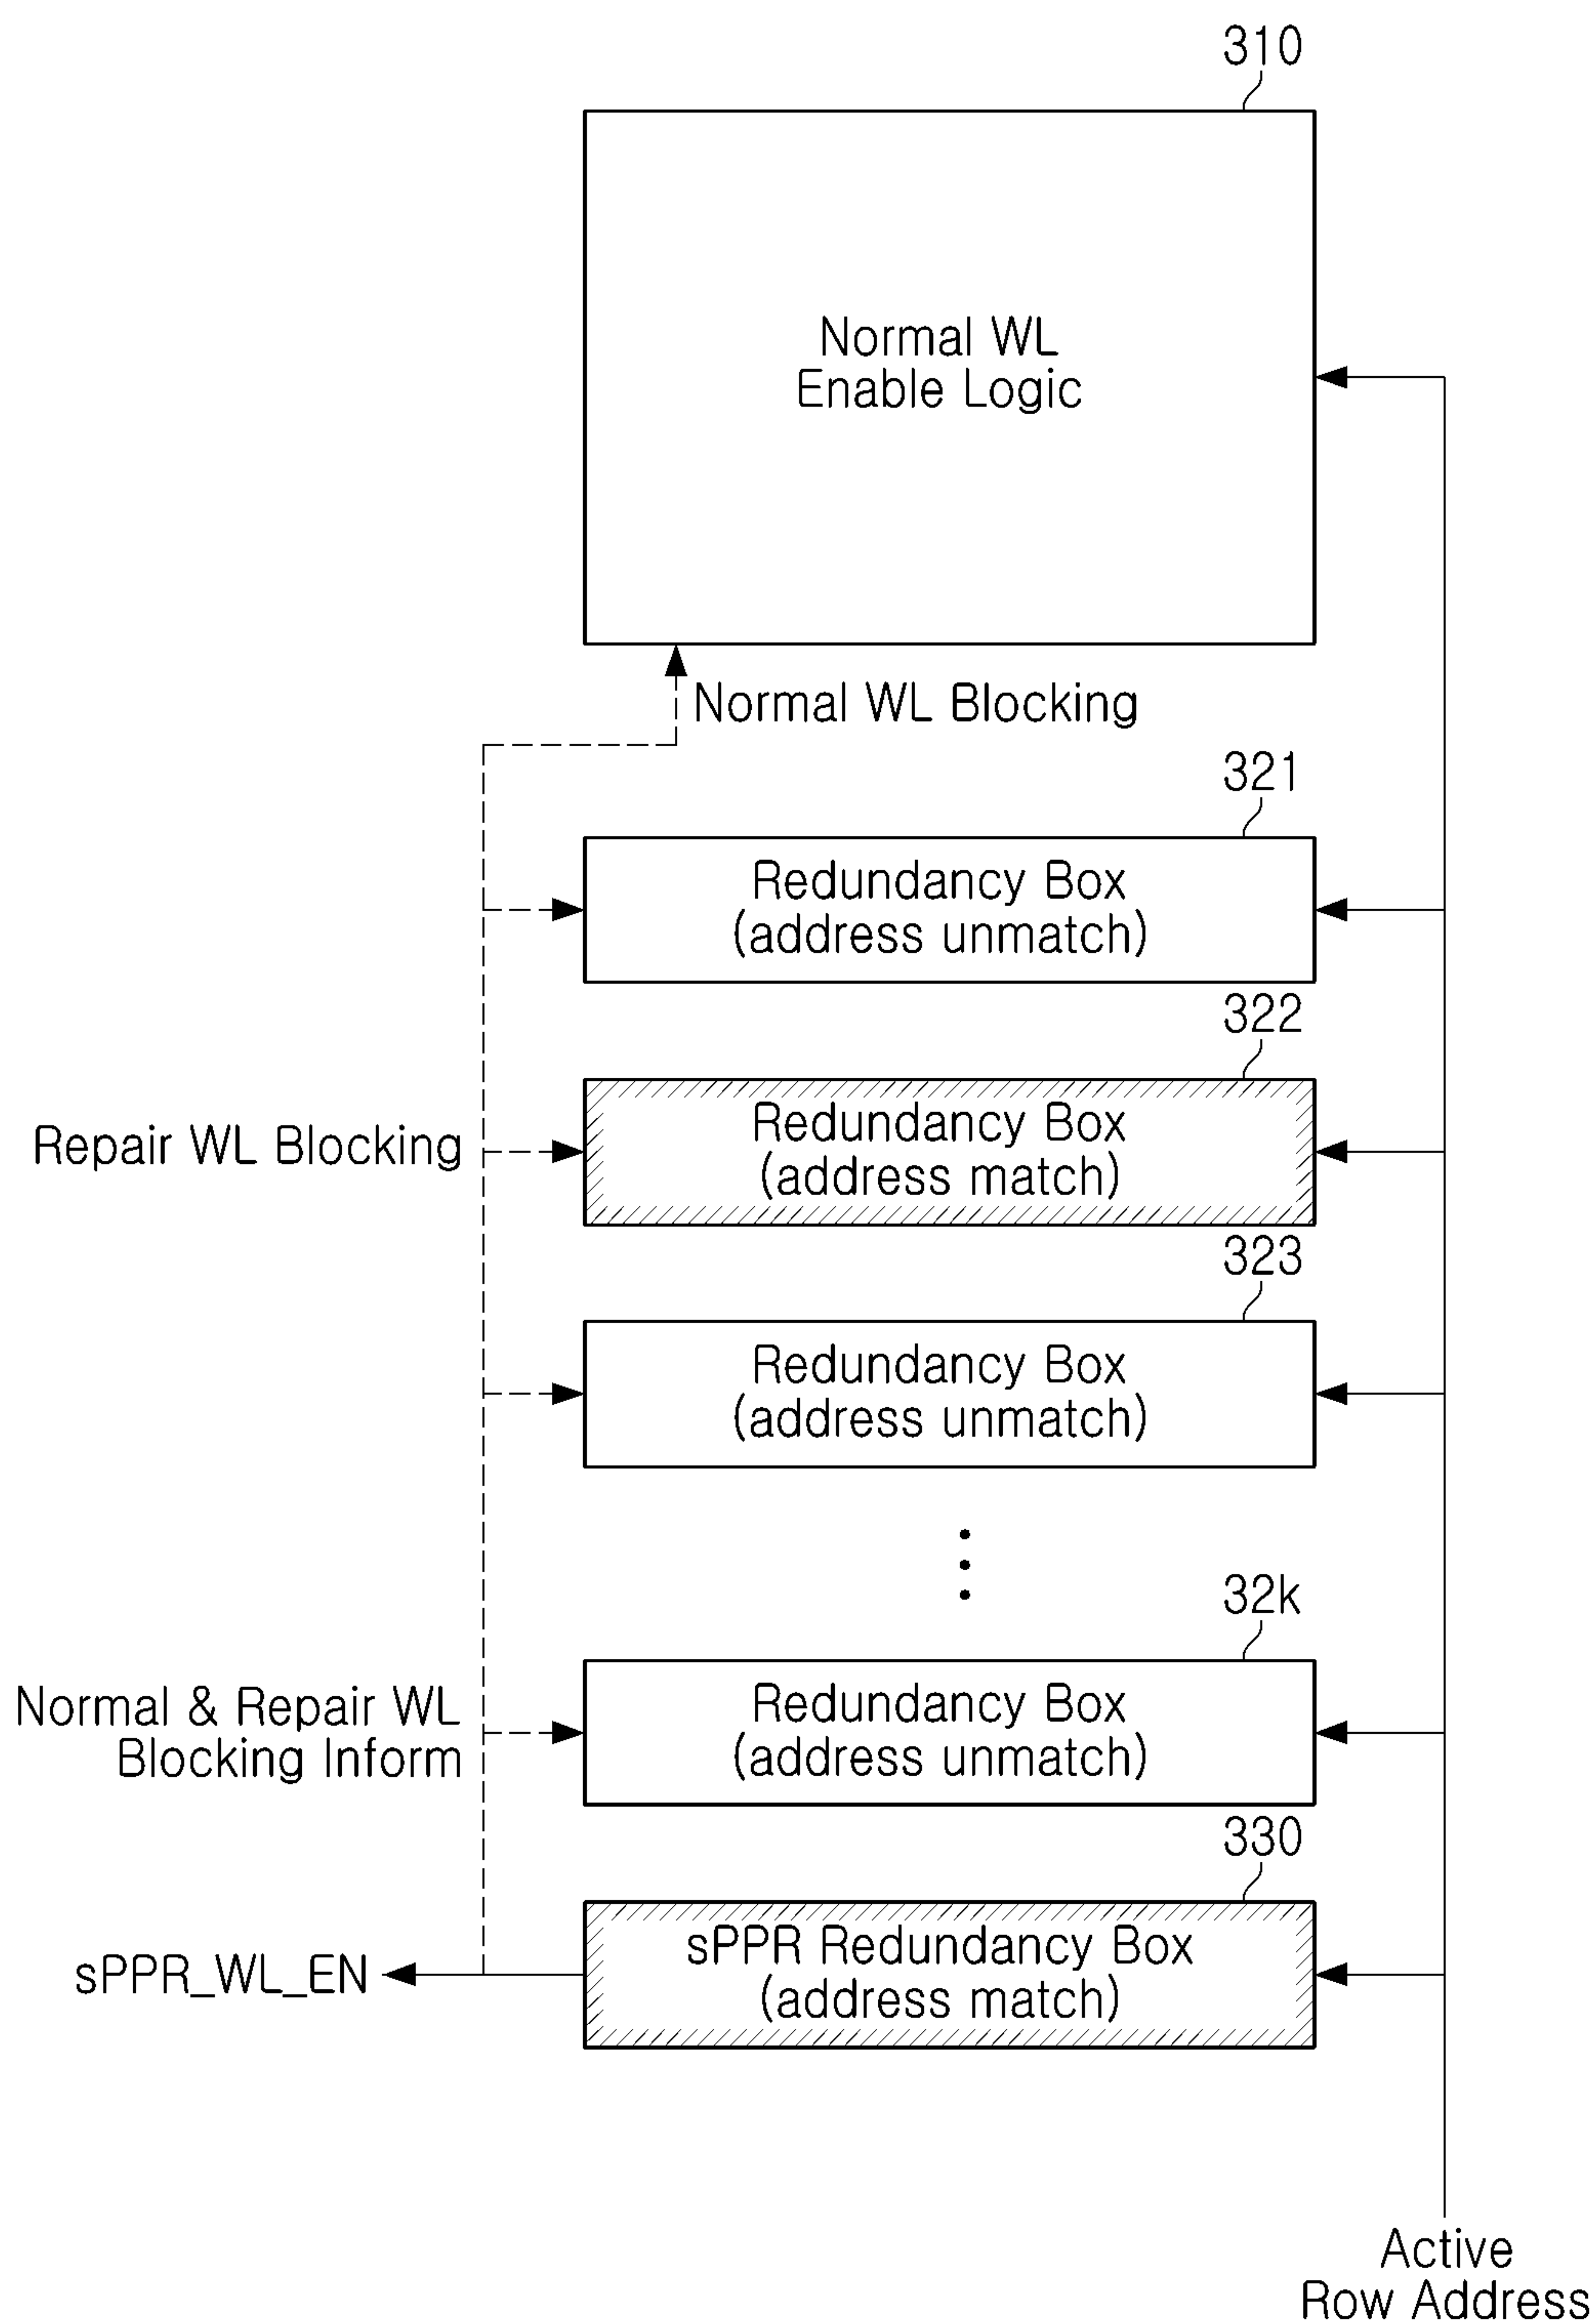 310
Normal WL
Enable Logic
Normal WL Blocking
321
Redundancy Box
(address unmatch)
322
Repair WL Blocking
Redundancy Box
(address match)
323
Redundancy Box
(address unmatch)
32k
Normal & Repair WL
Blocking Inform
Redundancy Box
(address unmatch)
330
sPPR_WL_EN
sPPR Redundancy Box
(address match)
Active
Row Address